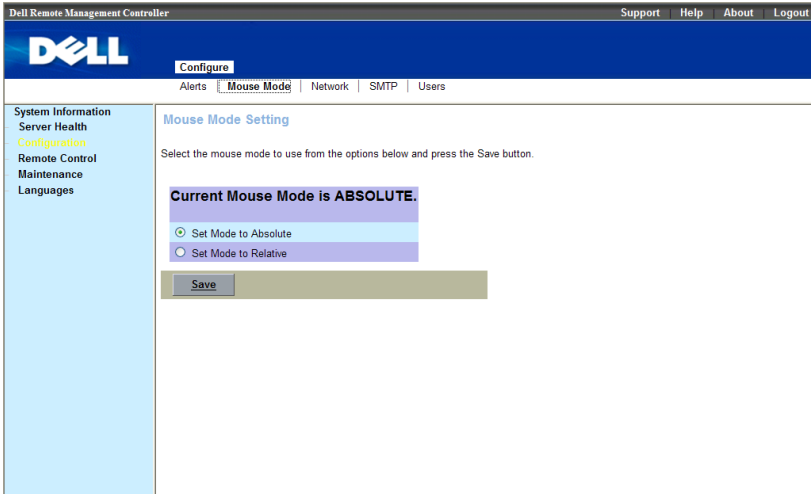 Dell Remote Management Controller
Support | Help | About | Logout
DELL
Configure
Alerts | Mouse Mode | Network | SMTP | Users
System Information
Server Health
Configuration
Remote Control
Maintenance
Languages
Mouse Mode Setting
Select the mouse mode to use from the options below and press the Save button.
Current Mouse Mode is ABSOLUTE.
Set Mode to Absolute
Set Mode to Relative
Save